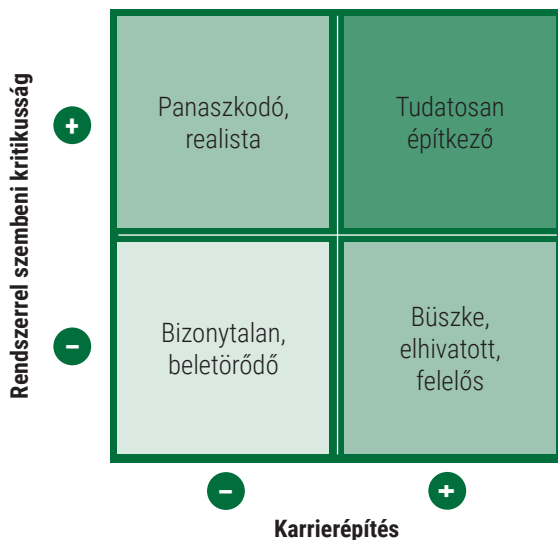 Rendszerrel szembeni kritikusság
+
Panaszkodó,
realista
Tudatosan
építkező
–
Bizonytalan,
beletörődő
Büszke,
elhivatott,
felelős
–
+
Karrierépítés